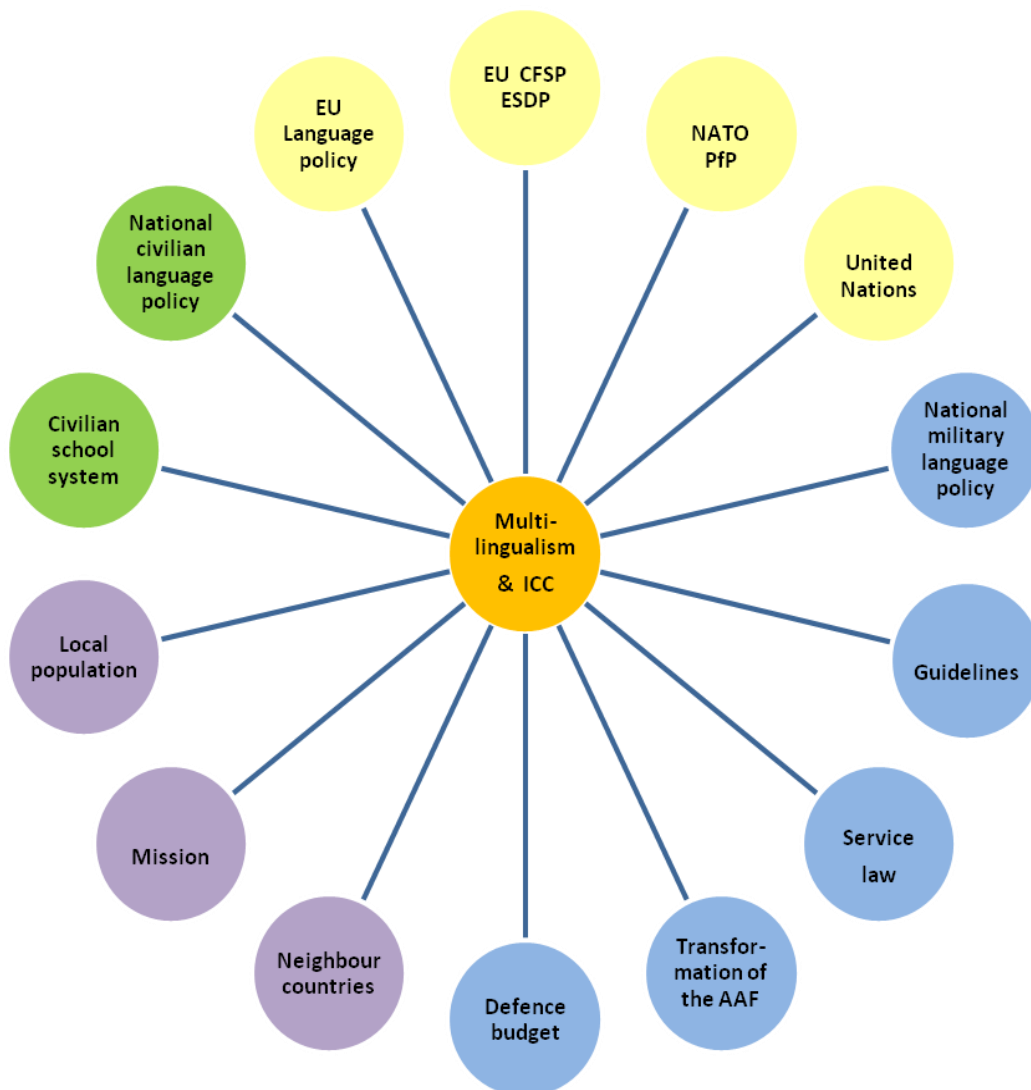 EU CFSP
ESDP
NATO
PfP
United
Nations
National
military
language
policy
Guidelines
Service
law
Transfor-
mation of
the AAF
Defence
budget
Neighbour
countries
Mission
Local
population
Civilian
school
system
National
civilian
language
policy
EU
Language
policy
Multi-
lingualism
& ICC